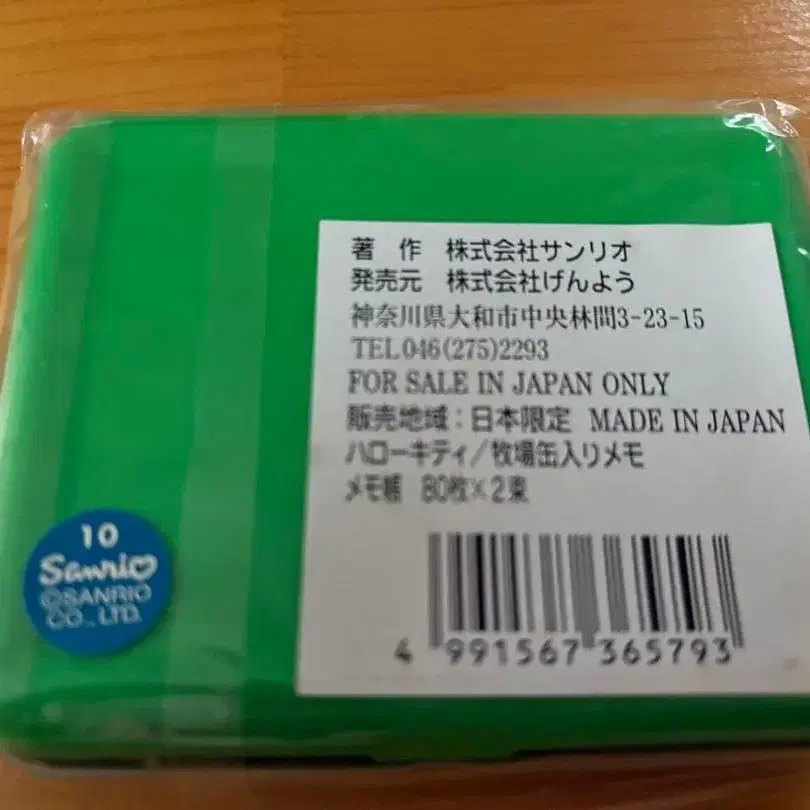 著 作 株式会社サンリオ
発売元 株式会社げんよう
神奈川県大和市中央林間3-23-15
TEL046(275)2293
FOR SALE IN JAPAN ONLY
販売地域：日本限定 MADE IN JAPAN
ハローキティ／牧場缶入りメモ
メモ帳 80枚×2束
4 991567 365793
10
Sanrio
©SANRIO
CO., LTD.